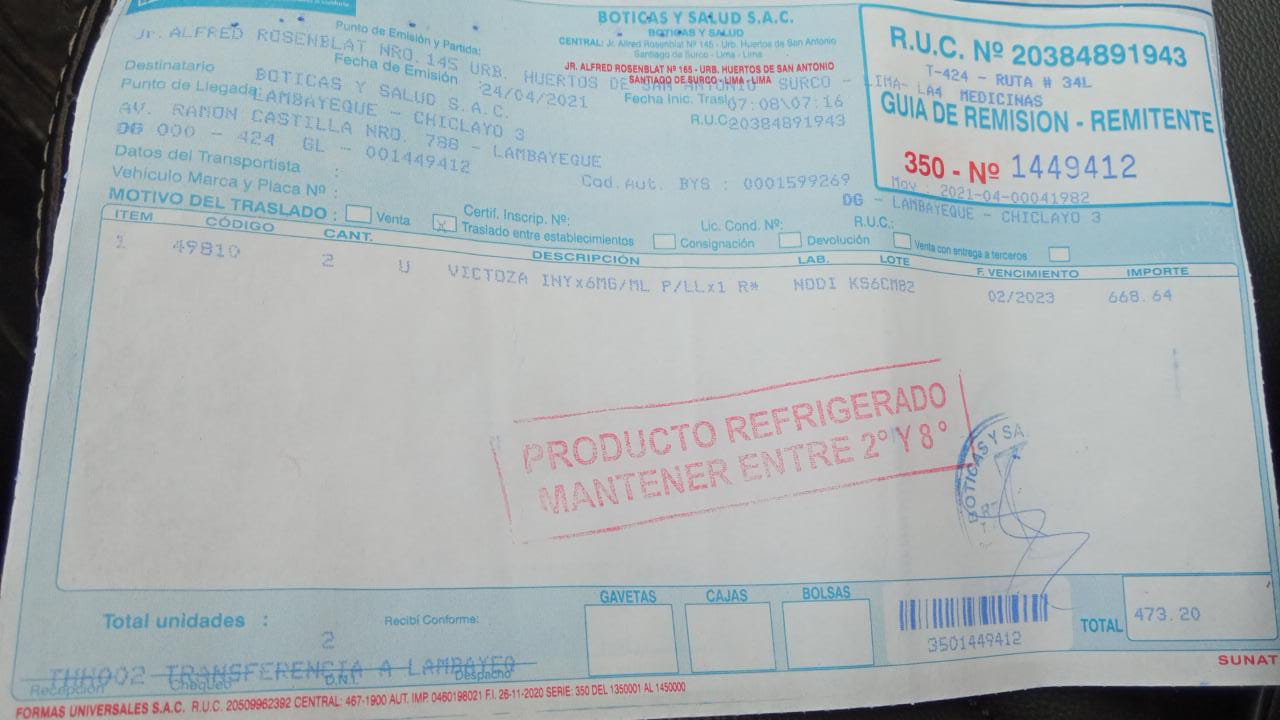 BOTICAS Y SALUD S.A.C.
BOTICAS Y SALUD
CENTRAL: Jr. Alfred Rosenblat Nº 145 - Urb. Huertos de San Antonio
Santiago de Surco - Lima - Lima
JR. ALFRED ROSENBLAT Nº 165 - URB. HUERTOS DE SAN ANTONIO
SANTIAGO DE SURCO - LIMA - LIMA
Punto de Emisión y Partida:
Jr. ALFRED ROSENBLAT NRO. 145 URB. HUERTOS DE SAN ANTONIO SURCO - LIMA- LA4 MEDICINAS
Fecha de Emisión 24/04/2021
Fecha Inic. Trasl 07:08\07:16
Destinatario BOTICAS Y SALUD S.A.C.
R.U.C 20384891943
Punto de Llegada: LAMBAYEQUE - CHICLAYO 3
AV. RAMON CASTILLA NRO. 788 - LAMBAYEQUE
DG 000 - 424 GL - 001449412
Cod. Aut. BYS : 0001599269
Datos del Transportista :
Vehículo Marca y Placa Nº :
R.U.C. Nº 20384891943
T-424 - RUTA # 34L
GUIA DE REMISION - REMITENTE
350 - Nº 1449412
Mov : 2021-04-00041982
DG - LAMBAYEQUE - CHICLAYO 3
Certif. Inscrip. Nº:
Lic. Cond. Nº:
R.U.C.:
MOTIVO DEL TRASLADO : Venta X Traslado entre establecimientos Consignación Devolución Venta con entrega a terceros
ITEM CÓDIGO CANT. DESCRIPCIÓN LAB. LOTE F. VENCIMIENTO IMPORTE
1 49810 2 U VICTOZA INYx6MG/ML P/LLx1 R* NODI KS6CM82 02/2023 668.64
PRODUCTO REFRIGERADO
MANTENER ENTRE 2° Y 8°
BOTICAS Y SA
Total unidades : 2
Recibí Conforme:
GAVETAS CAJAS BOLSAS
3501449412
TOTAL 473.20
THH002 TRANSFERENCIA A LAMBAYEQ
Recepción Chequeo D.N.I. Despacho
SUNAT
FORMAS UNIVERSALES S.A.C. R.U.C. 20509962392 CENTRAL: 467-1900 AUT. IMP. 0460196021 F.I. 26-11-2020 SERIE: 350 DEL 1350001 AL 1450000